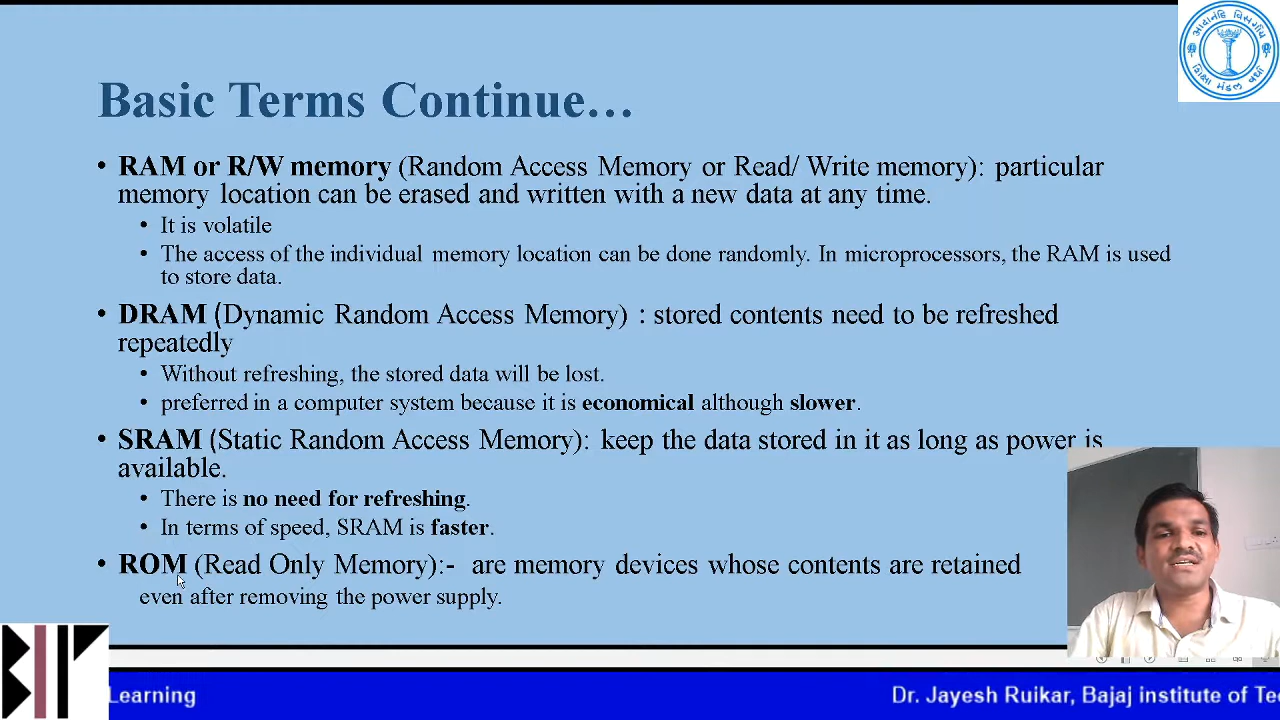 Basic Terms Continue…
• RAM or R/W memory (Random Access Memory or Read/ Write memory): particular
memory location can be erased and written with a new data at any time.
• It is volatile
• The access of the individual memory location can be done randomly. In microprocessors, the RAM is used
to store data.
• DRAM (Dynamic Random Access Memory) : stored contents need to be refreshed
repeatedly
• Without refreshing, the stored data will be lost.
• preferred in a computer system because it is economical although slower.
• SRAM (Static Random Access Memory): keep the data stored in it as long as power is
available.
• There is no need for refreshing.
• In terms of speed, SRAM is faster.
• ROM (Read Only Memory):- are memory devices whose contents are retained
even after removing the power supply.
BIT
Learning
Dr. Jayesh Ruikar, Bajaj institute of Te